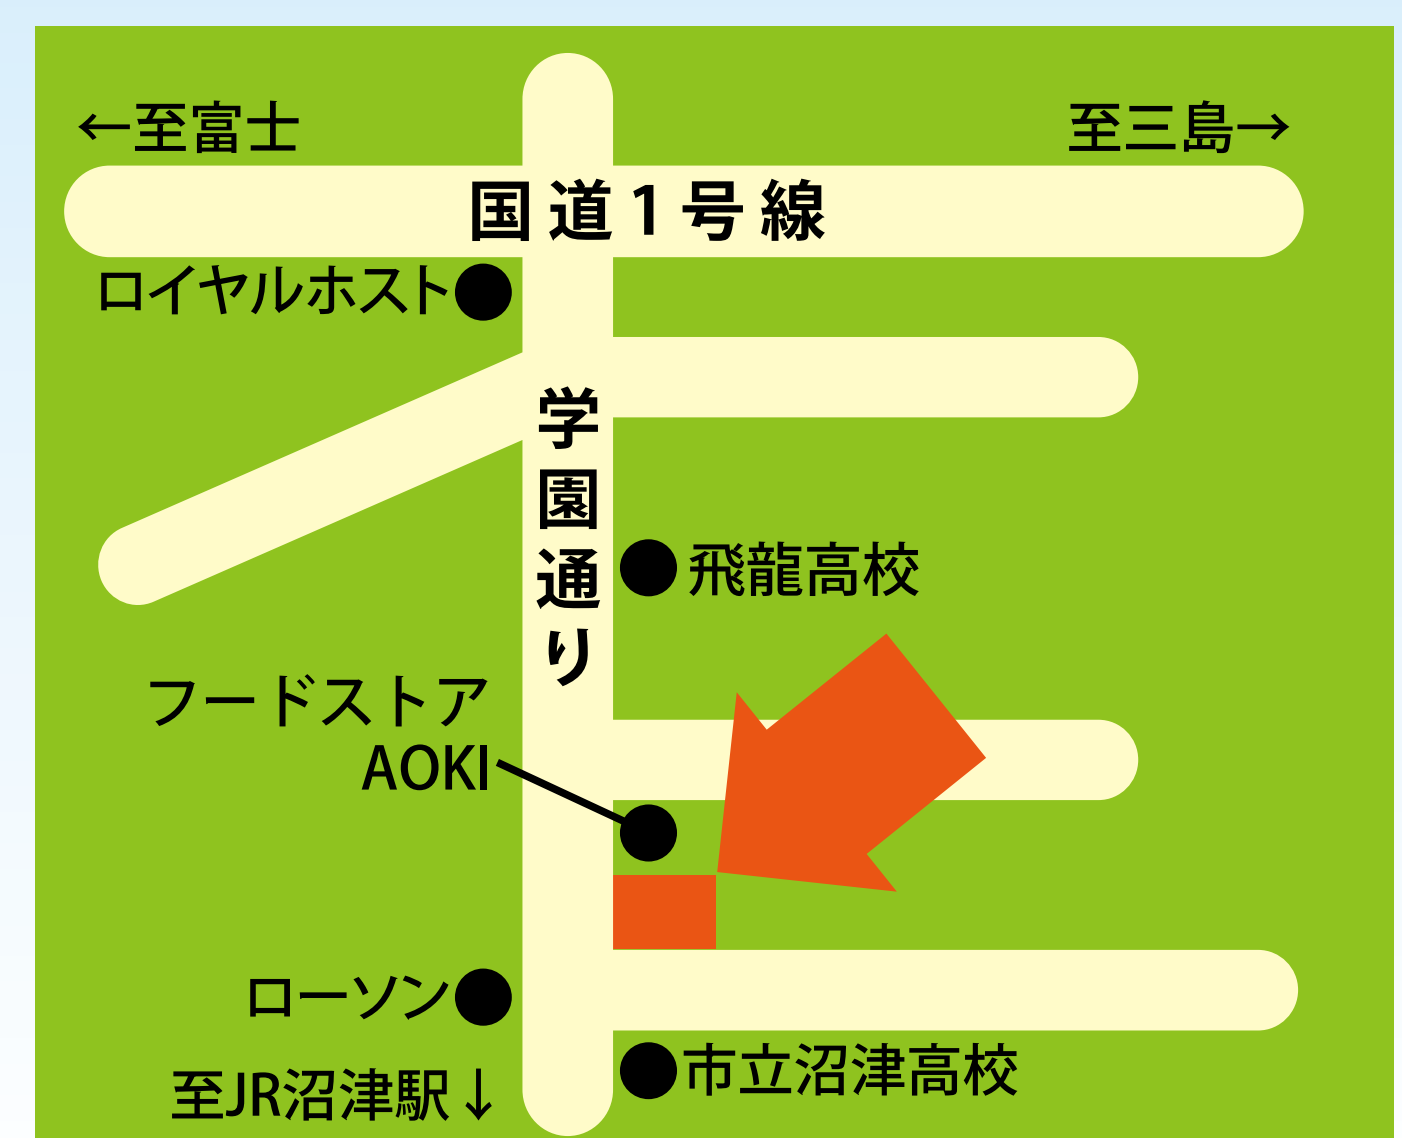 ←至富士
至三島→
国道1号線
ロイヤルホスト
学園通り
飛龍高校
フードストア
AOKI
ローソン
市立沼津高校
至JR沼津駅↓